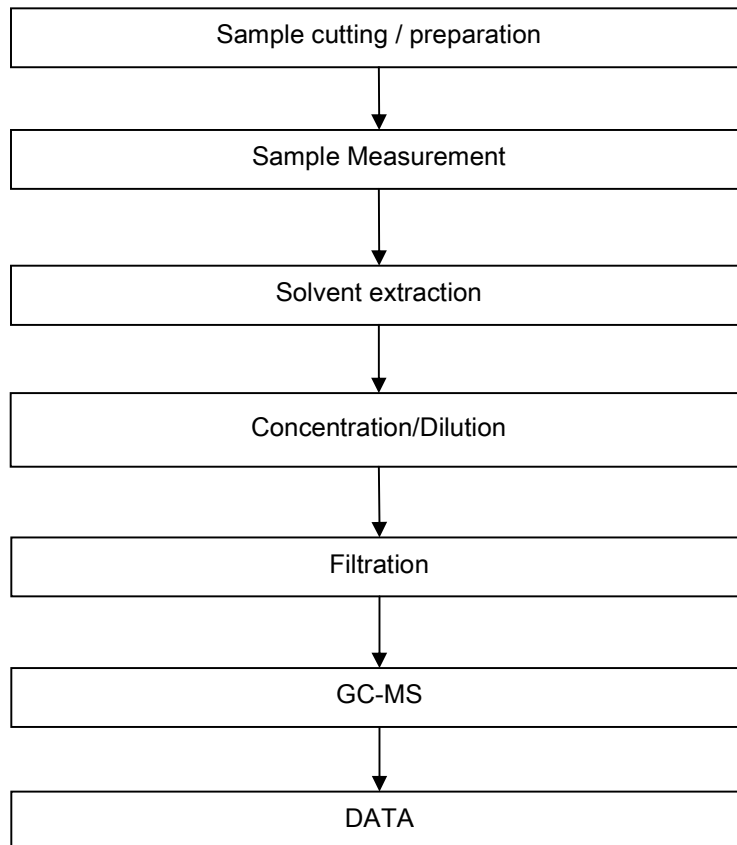 Sample cutting / preparation
Sample Measurement
Solvent extraction
Concentration/Dilution
Filtration
GC-MS
DATA